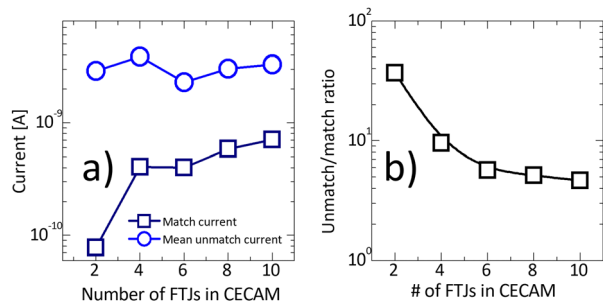 Current [A]
10⁻⁹
10⁻¹⁰
a)
Match current
Mean unmatch current
2 4 6 8 10
Number of FTJs in CECAM
Unmatch/match ratio
10²
10¹
10⁰
b)
2 4 6 8 10
# of FTJs in CECAM